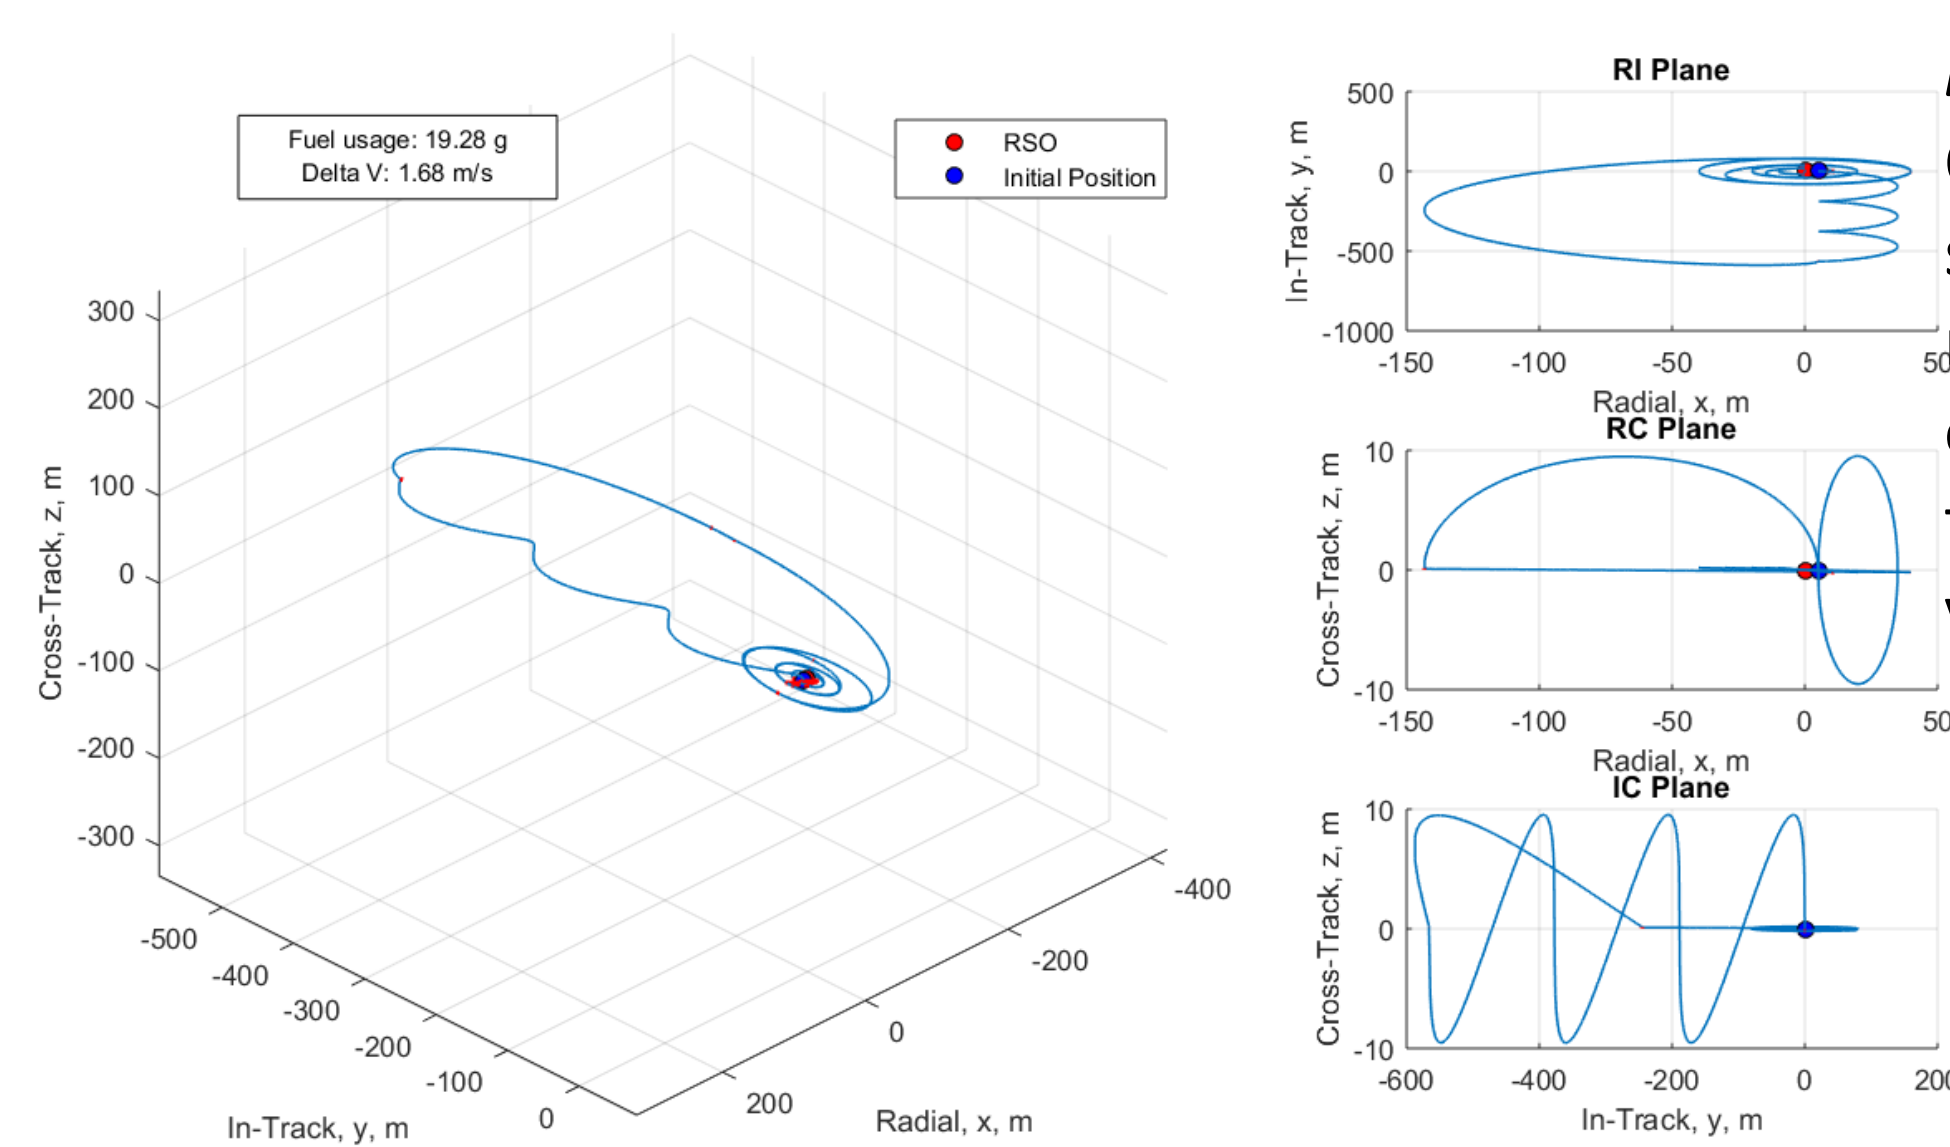 Fuel usage: 19.28 g
Delta V: 1.68 m/s
RSO
Initial Position
300
200
100
0
-100
-200
-300
Cross-Track, z, m
-500
-400
-300
-200
-100
0
In-Track, y, m
200
0
-200
-400
Radial, x, m
RI Plane
500
0
-500
-1000
In-Track, y, m
-150
-100
-50
0
50
Radial, x, m
RC Plane
10
0
-10
Cross-Track, z, m
-150
-100
-50
0
50
Radial, x, m
IC Plane
10
0
-10
Cross-Track, z, m
-600
-400
-200
0
200
In-Track, y, m